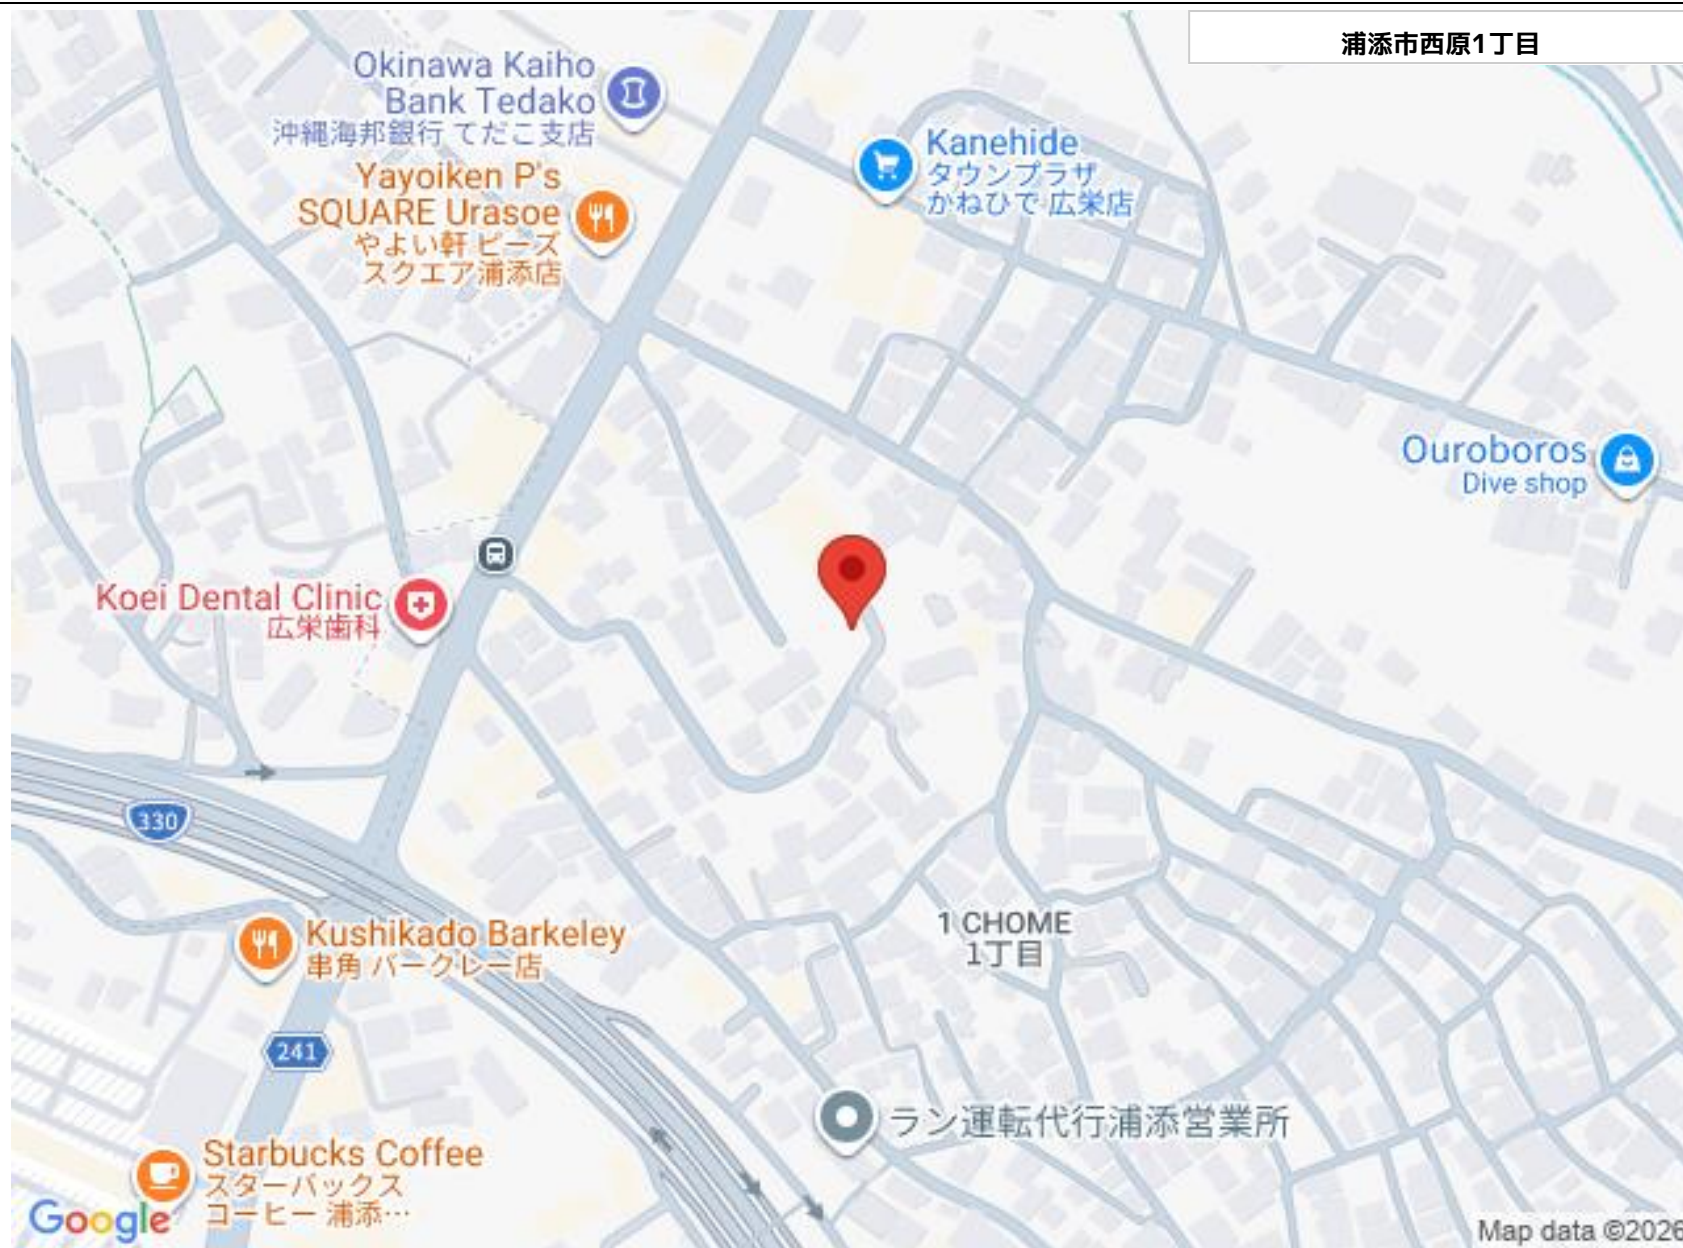 浦添市西原1丁目
Okinawa Kaiho
Bank Tedako
沖縄海邦銀行 てだこ支店
Kanehide
タウンプラザ
かねひで 広栄店
Yayoiken P's
SQUARE Urasoe
やよい軒 ピーズ
スクエア浦添店
Ouroboros
Dive shop
Koei Dental Clinic
広栄歯科
330
Kushikado Barkeley
串角 バークレー店
1 CHOME
1丁目
241
ラン運転代行浦添営業所
Starbucks Coffee
スターバックス
コーヒー 浦添…
Google
Map data ©2026